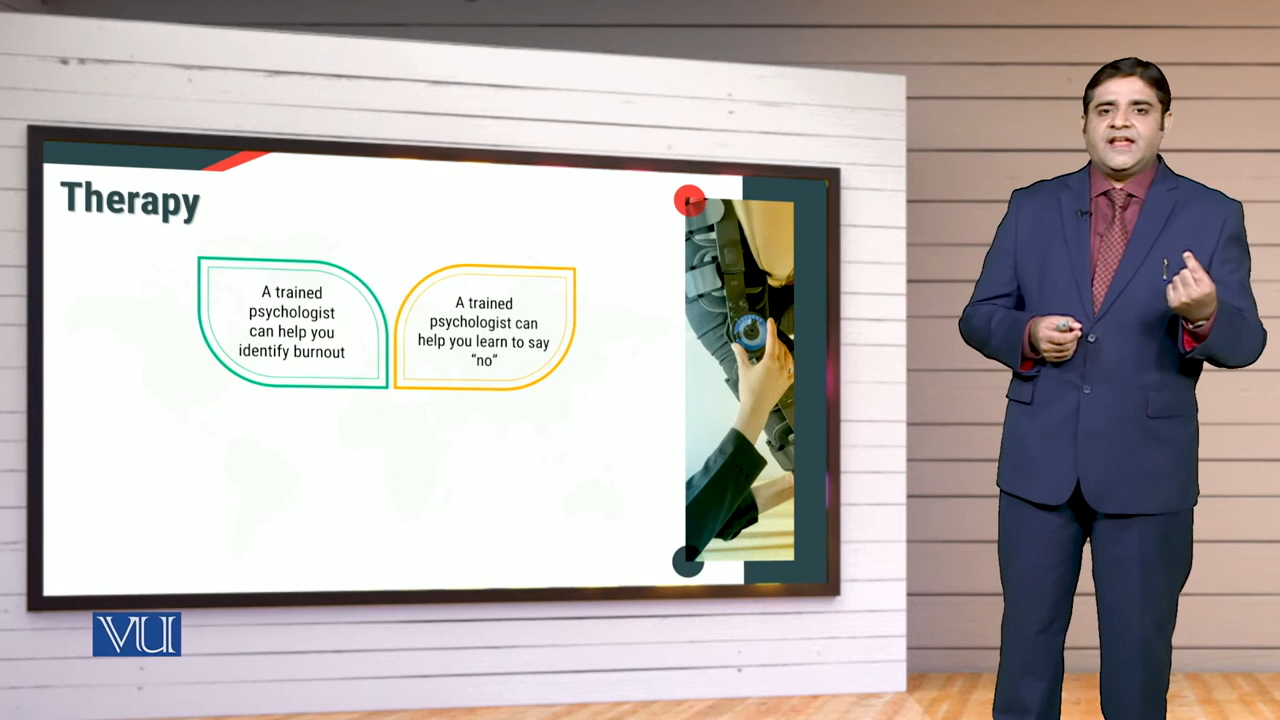 Therapy
A trained
psychologist
can help you
identify burnout
A trained
psychologist can
help you learn to say
“no”
VU